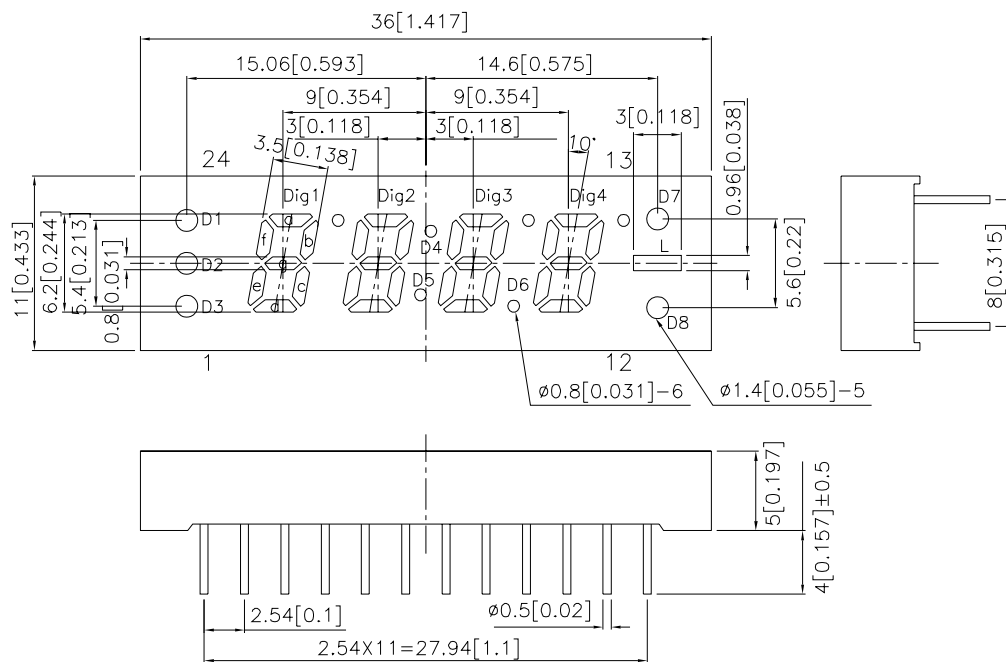 36[1.417]
15.06[0.593]
14.6[0.575]
9[0.354]
9[0.354]
3[0.118]
3[0.118]
3[0.118]
3.5[0.138]
10°
0.96[0.038]
24
13
Dig1
Dig2
Dig3
Dig4
D7
D1
a
f
b
D4
L
D2
g
D5
e
c
D6
D3
d
D8
11[0.433]
6.2[0.244]
5.4[0.213]
0.8[0.031]
5.6[0.22]
8[0.315]
1
12
ø0.8[0.031]-6
ø1.4[0.055]-5
5[0.197]
4[0.157]±0.5
2.54[0.1]
ø0.5[0.02]
2.54X11=27.94[1.1]